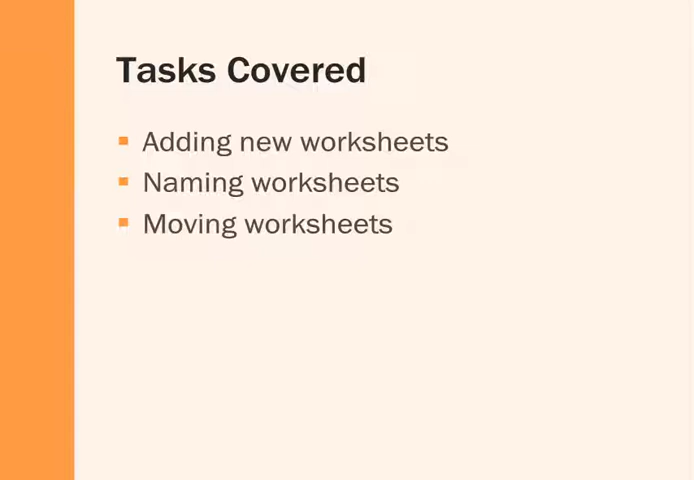 Tasks Covered
Adding new worksheets
Naming worksheets
Moving worksheets